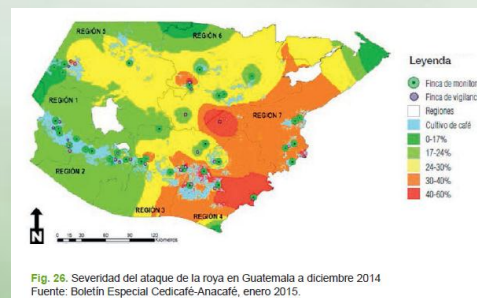 REGIÓN 5
REGIÓN 6
REGIÓN 1
REGIÓN 7
REGIÓN 2
REGIÓN 3
REGIÓN 4
N
Leyenda
Finca de monitor
Finca de vigilanc
Regiones
Cultivo de café
0-17%
17-24%
24-30%
30-40%
40-60%
Fig. 26. Severidad del ataque de la roya en Guatemala a diciembre 2014
Fuente: Boletín Especial Cedicafé-Anacafé, enero 2015.